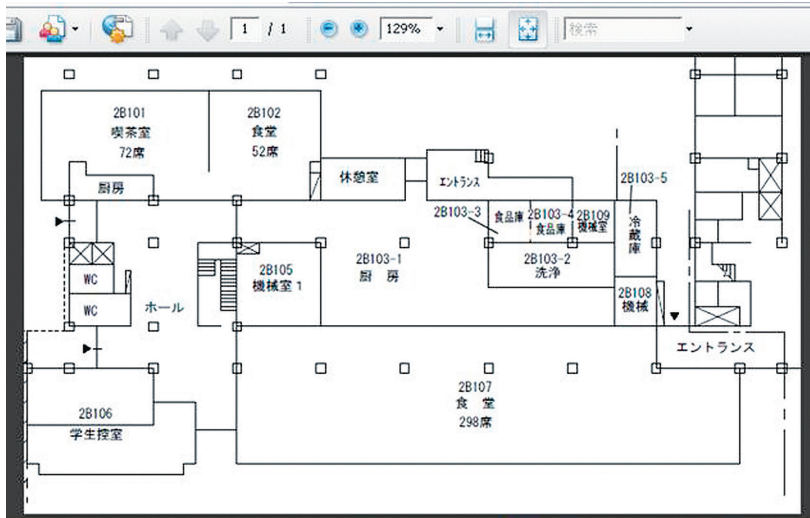 1 / 1
129%
検索
2B101
喫茶室
72席
2B102
食堂
52席
厨房
休憩室
エントランス
2B103-5
冷蔵庫
2B103-3
食品庫
2B103-4
食品庫
2B109
機械室
WC
WC
ホール
2B105
機械室1
2B103-1
厨 房
2B103-2
洗浄
2B108
機械
エントランス
2B107
食 堂
298席
2B106
学生控室